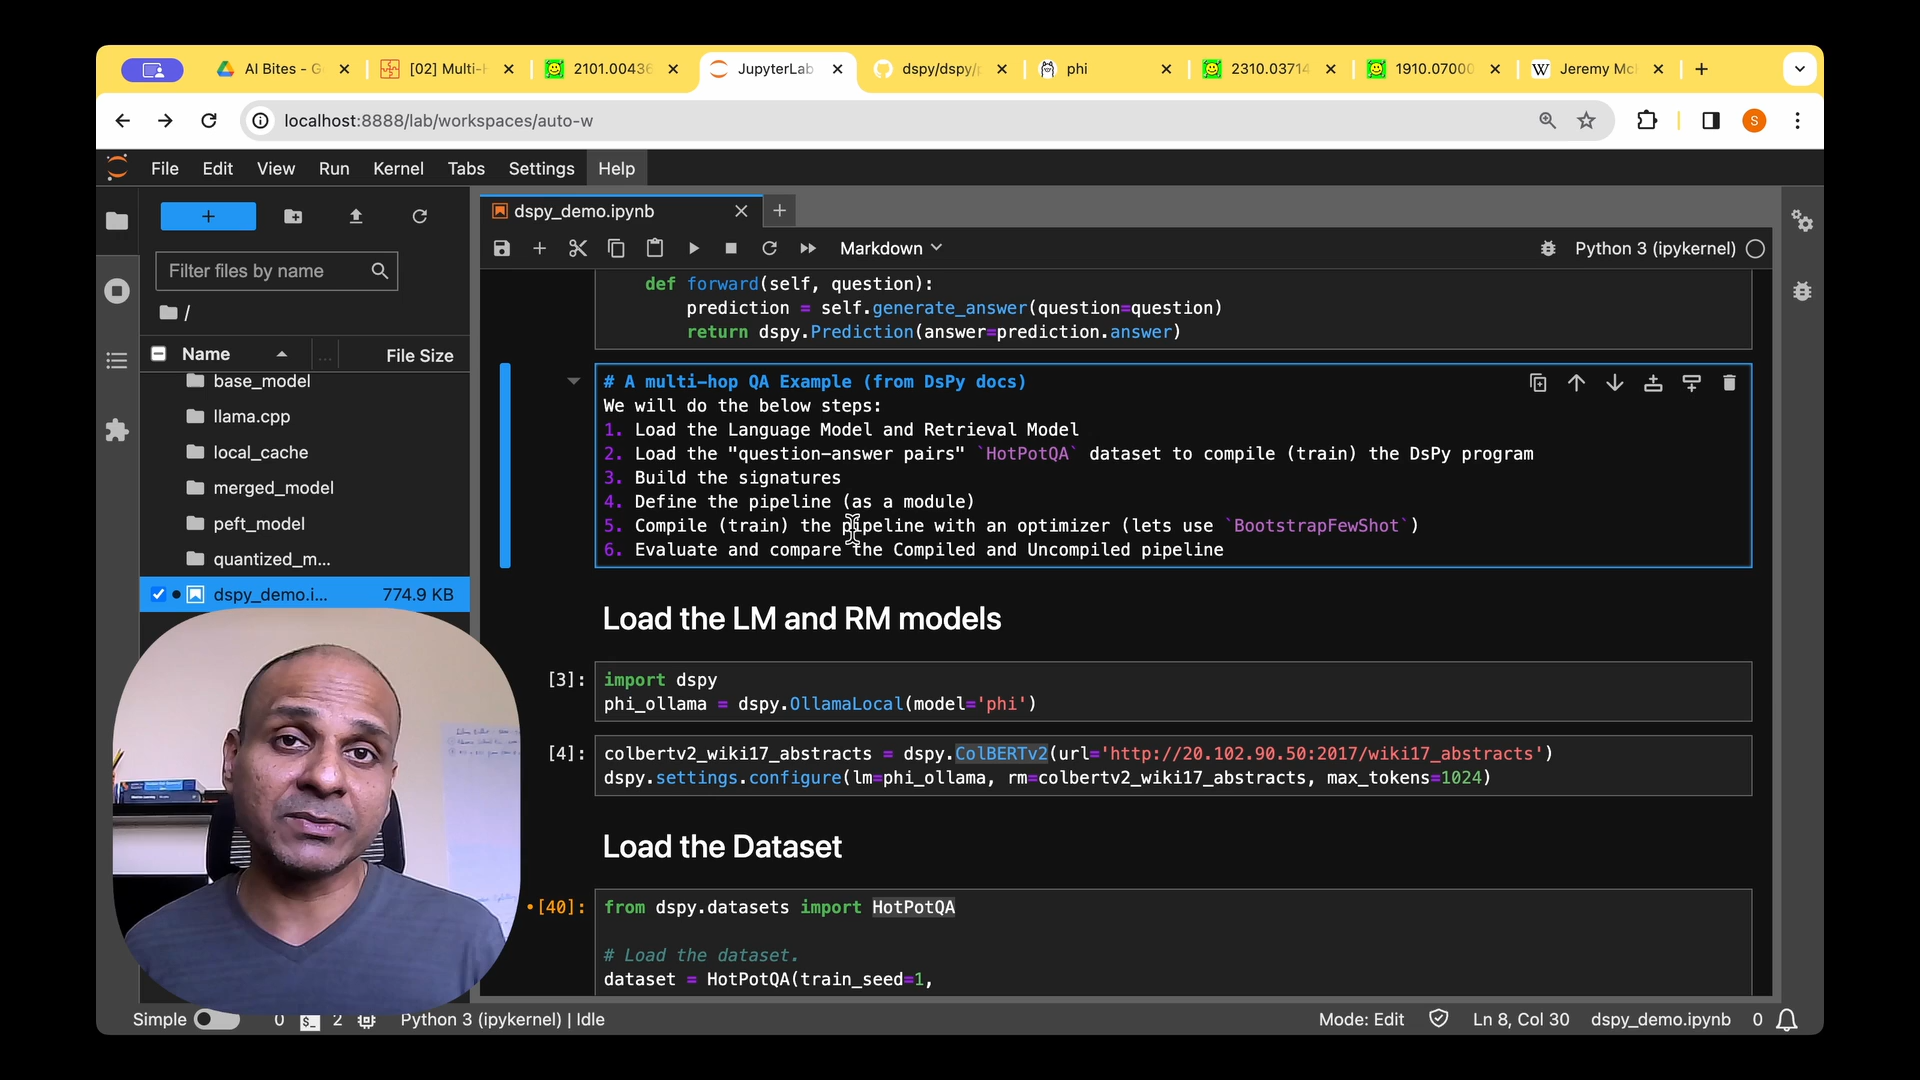 AI Bites - G
[02] Multi-H
2101.00436
JupyterLab
dspy/dspy/p
phi
2310.03714
1910.07000
Jeremy Mc
localhost:8888/lab/workspaces/auto-w
S
File Edit View Run Kernel Tabs Settings Help
Filter files by name
/
Name ... File Size
base_model
llama.cpp
local_cache
merged_model
peft_model
quantized_m...
dspy_demo.i... 774.9 KB
dspy_demo.ipynb
Markdown
Python 3 (ipykernel)
def forward(self, question):
prediction = self.generate_answer(question=question)
return dspy.Prediction(answer=prediction.answer)
# A multi-hop QA Example (from DsPy docs)
We will do the below steps:
1. Load the Language Model and Retrieval Model
2. Load the "question-answer pairs" `HotPotQA` dataset to compile (train) the DsPy program
3. Build the signatures
4. Define the pipeline (as a module)
5. Compile (train) the pipeline with an optimizer (lets use `BootstrapFewShot`)
6. Evaluate and compare the Compiled and Uncompiled pipeline
Load the LM and RM models
[3]:
import dspy
phi_ollama = dspy.OllamaLocal(model='phi')
[4]:
colbertv2_wiki17_abstracts = dspy.ColBERTv2(url='http://20.102.90.50:2017/wiki17_abstracts')
dspy.settings.configure(lm=phi_ollama, rm=colbertv2_wiki17_abstracts, max_tokens=1024)
Load the Dataset
[40]:
from dspy.datasets import HotPotQA
# Load the dataset.
dataset = HotPotQA(train_seed=1,
Simple 0 $_ 2 Python 3 (ipykernel) | Idle
Mode: Edit Ln 8, Col 30 dspy_demo.ipynb 0